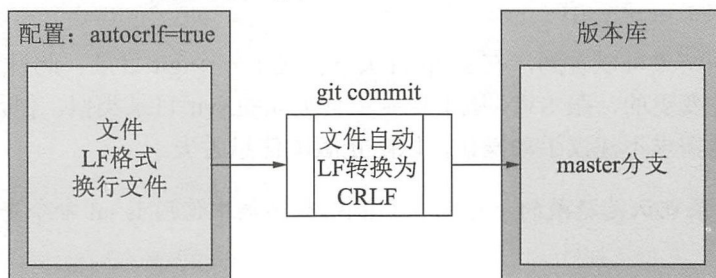 配置：autocrlf=true
文件
LF格式
换行文件
git commit
文件自动
LF转换为
CRLF
版本库
master分支